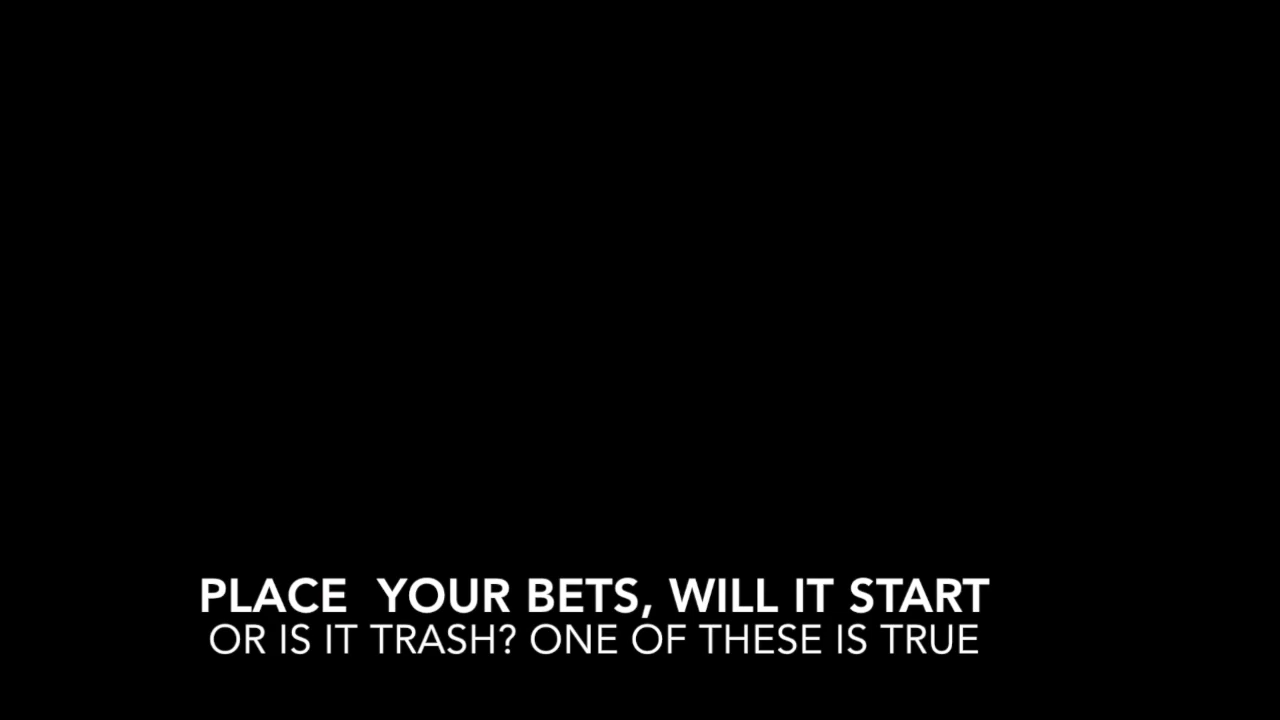 PLACE  YOUR BETS, WILL IT START
OR IS IT TRASH? ONE OF THESE IS TRUE